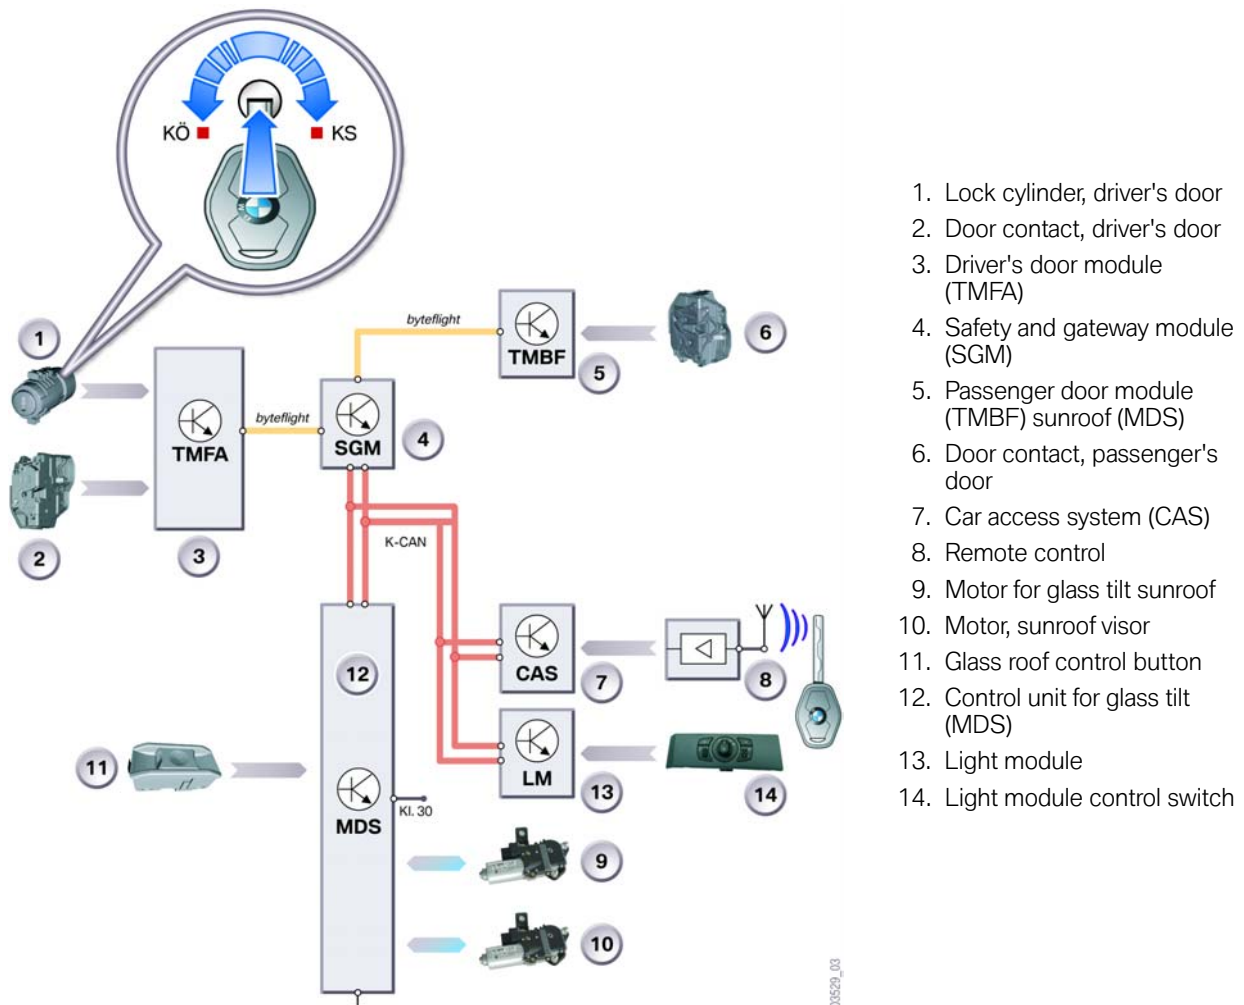 KÖ
KS
1
byteflight
TMBF
6
5
TMFA
byteflight
SGM
4
2
3
K-CAN
12
CAS
7
8
11
LM
13
14
MDS
Kl. 30
9
10
03529_03
1. Lock cylinder, driver's door
2. Door contact, driver's door
3. Driver's door module
(TMFA)
4. Safety and gateway module
(SGM)
5. Passenger door module
(TMBF) sunroof (MDS)
6. Door contact, passenger's
door
7. Car access system (CAS)
8. Remote control
9. Motor for glass tilt sunroof
10. Motor, sunroof visor
11. Glass roof control button
12. Control unit for glass tilt
(MDS)
13. Light module
14. Light module control switch